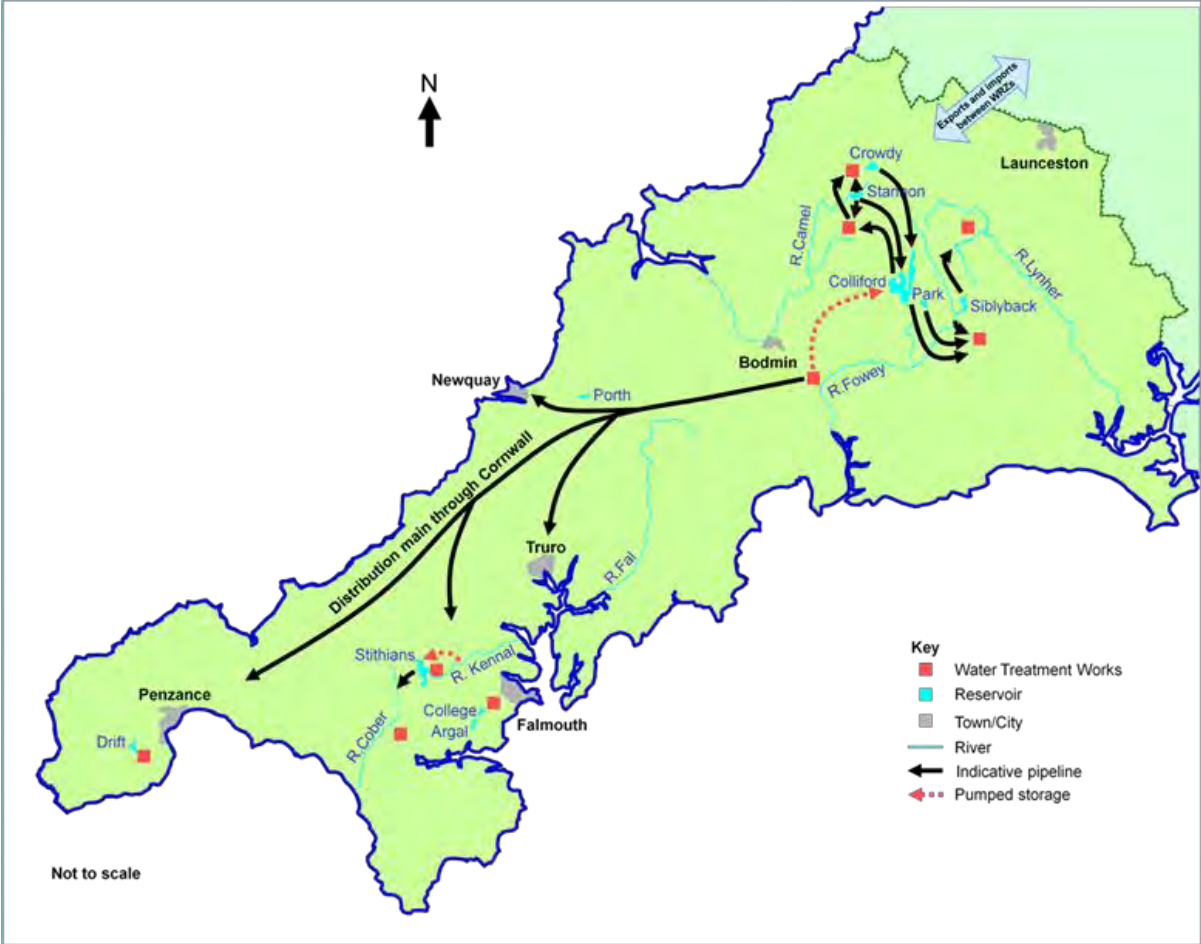 N
Exports and imports
between WRZs
Launceston
Crowdy
Stannon
R.Camel
R.Lynher
Colliford
Park
Siblyback
Bodmin
R.Fowey
Newquay
Porth
Distribution main through Cornwall
Truro
R.Fal
Stithians
R. Kennal
Penzance
College
Argal
Falmouth
Drift
R.Cober
Key
Water Treatment Works
Reservoir
Town/City
River
Indicative pipeline
Pumped storage
Not to scale